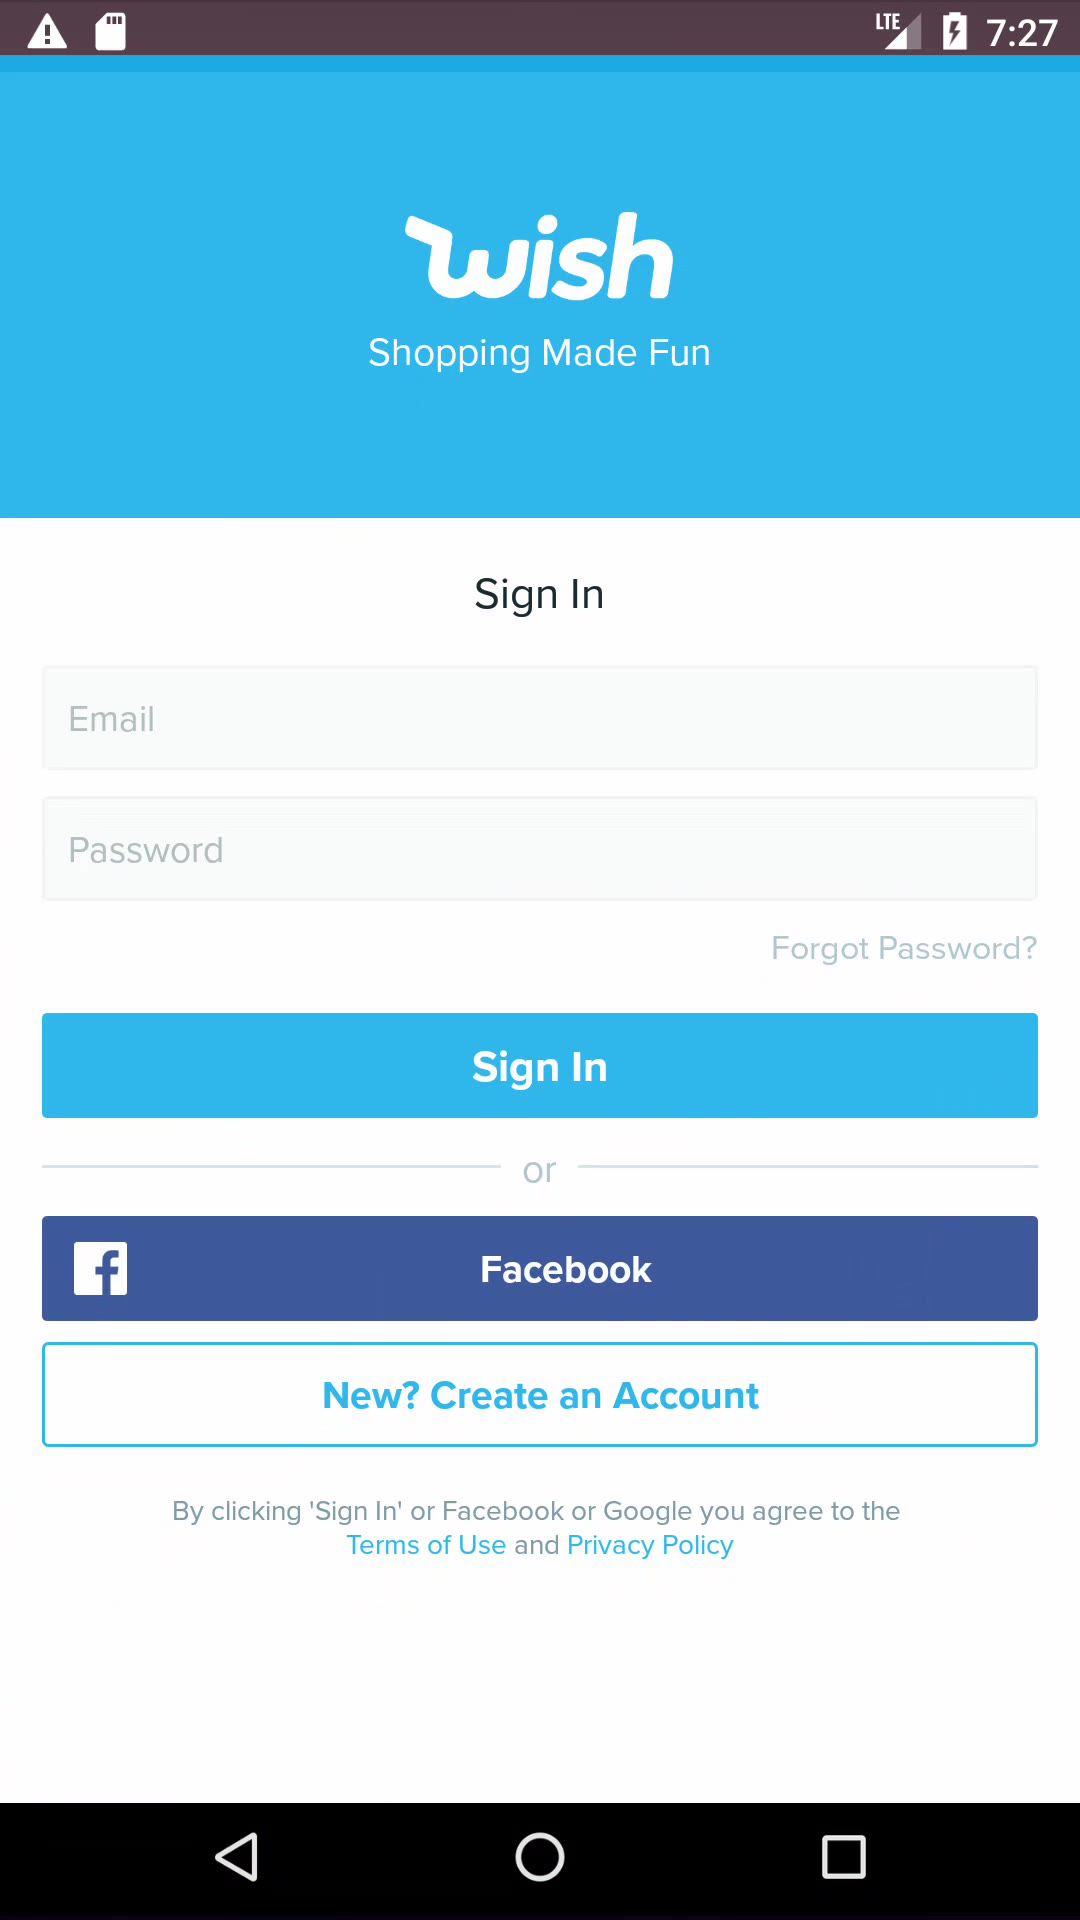 LTE 7:27
wish
Shopping Made Fun
Sign In
Email
Password
Forgot Password?
Sign In
or
Facebook
New? Create an Account
By clicking 'Sign In' or Facebook or Google you agree to the
Terms of Use and Privacy Policy